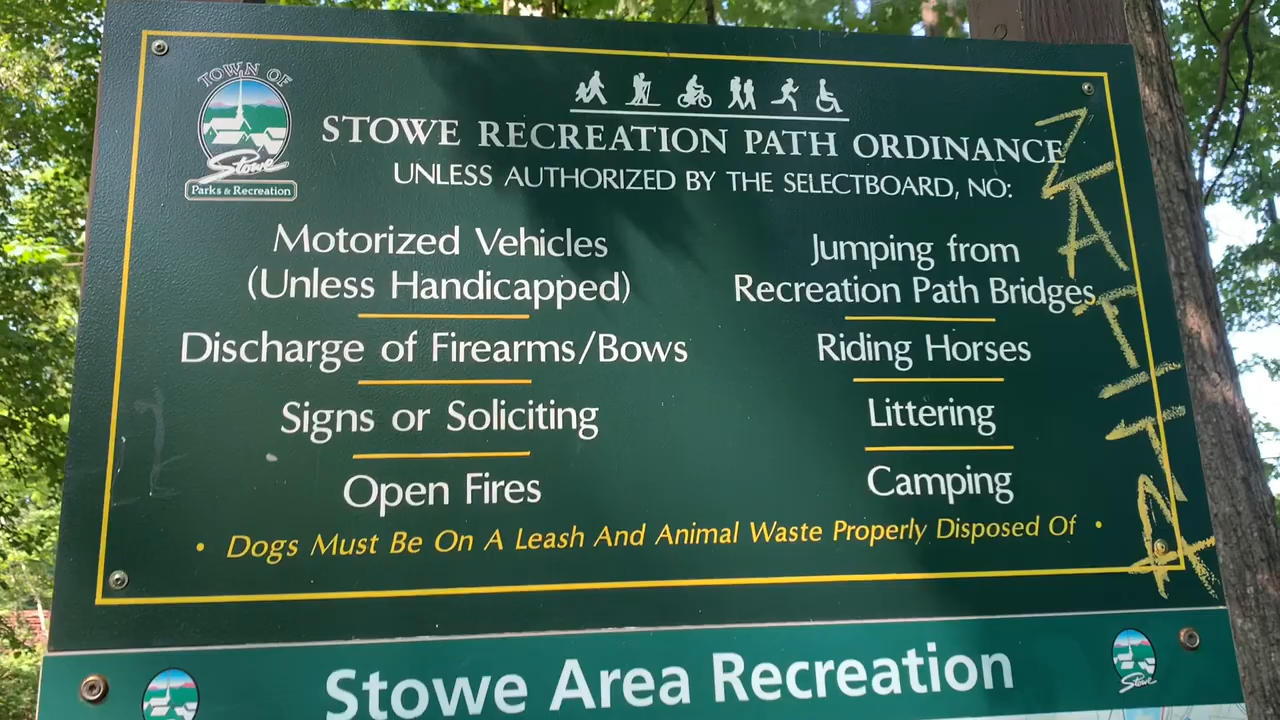 TOWN OF
Stowe
Parks & Recreation
STOWE RECREATION PATH ORDINANCE
UNLESS AUTHORIZED BY THE SELECTBOARD, NO:
Motorized Vehicles
(Unless Handicapped)
Discharge of Firearms/Bows
Signs or Soliciting
Open Fires
Jumping from
Recreation Path Bridges
Riding Horses
Littering
Camping
• Dogs Must Be On A Leash And Animal Waste Properly Disposed Of •
Stowe Area Recreation
Stowe